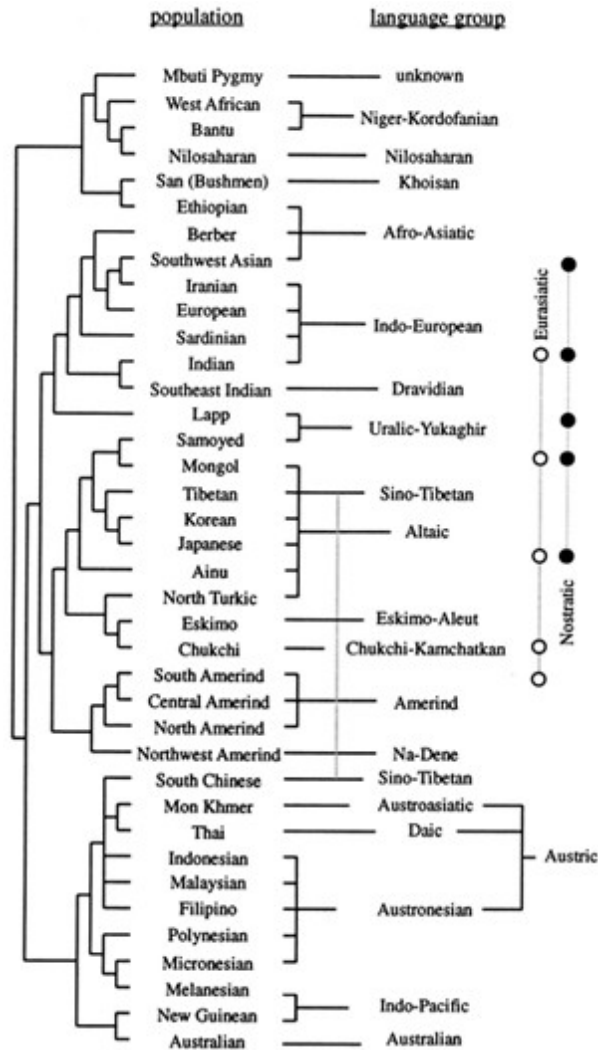 population language group
Mbuti Pygmy unknown
West African
Niger-Kordofanian
Bantu
Nilosaharan Nilosaharan
San (Bushmen) Khoisan
Ethiopian
Berber Afro-Asiatic
Southwest Asian
Iranian
European
Indo-European
Sardinian
Indian
Southeast Indian Dravidian
Lapp
Uralic-Yukaghir
Samoyed
Mongol
Tibetan Sino-Tibetan
Korean
Altaic
Japanese
Ainu
North Turkic
Eskimo Eskimo-Aleut
Chukchi Chukchi-Kamchatkan
South Amerind
Central Amerind Amerind
North Amerind
Northwest Amerind Na-Dene
South Chinese Sino-Tibetan
Mon Khmer Austroasiatic
Thai Daic
Indonesian Austric
Malaysian
Filipino Austronesian
Polynesian
Micronesian
Melanesian
Indo-Pacific
New Guinean
Australian Australian
Eurasiatic
Nostratic